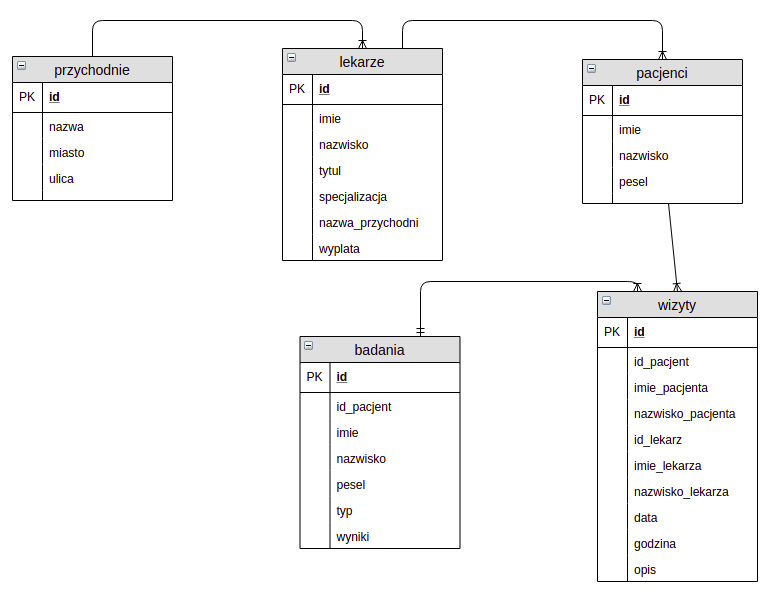 przychodnie
PK id
nazwa
miasto
ulica
lekarze
PK id
imie
nazwisko
tytul
specjalizacja
nazwa_przychodni
wyplata
pacjenci
PK id
imie
nazwisko
pesel
badania
PK id
id_pacjent
imie
nazwisko
pesel
typ
wyniki
wizyty
PK id
id_pacjent
imie_pacjenta
nazwisko_pacjenta
id_lekarz
imie_lekarza
nazwisko_lekarza
data
godzina
opis